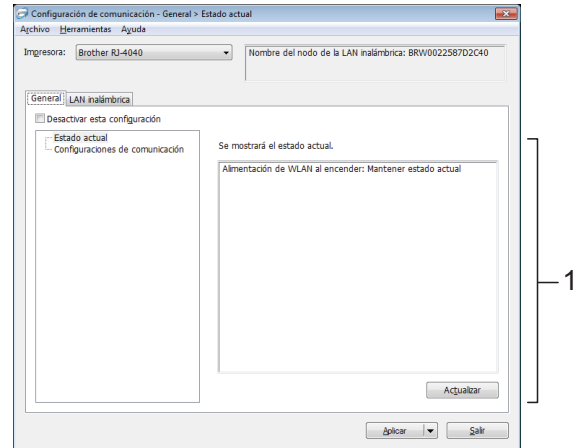 Configuración de comunicación - General > Estado actual
Archivo Herramientas Ayuda
Impresora: Brother RJ-4040 Nombre del nodo de la LAN inalámbrica: BRW0022587D2C40
General LAN inalámbrica
Desactivar esta configuración
Estado actual
Configuraciones de comunicación
Se mostrará el estado actual.
Alimentación de WLAN al encender: Mantener estado actual
1
Actualizar
Aplicar Salir